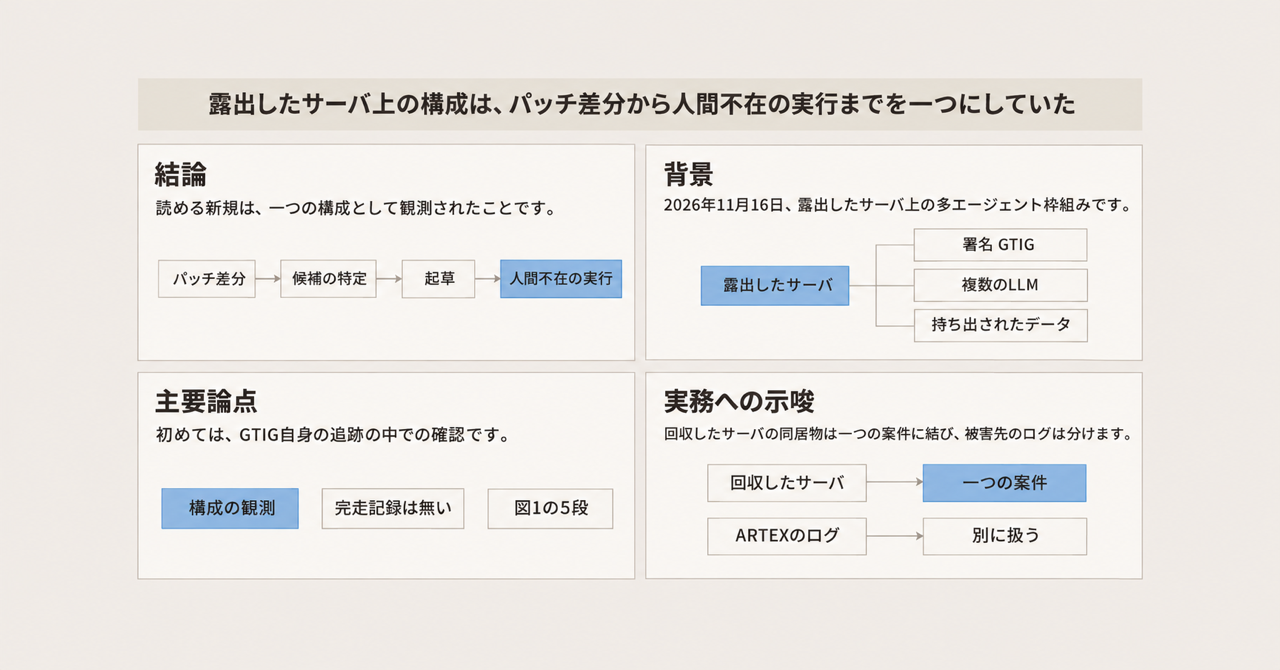 露出したサーバ上の構成は、パッチ差分から人間不在の実行までを一つにしていた
結論
読める新規は、一つの構成として観測されたことです。
パッチ差分
候補の特定
起草
人間不在の実行
背景
2026年11月16日、露出したサーバ上の多エージェント枠組みです。
露出したサーバ
署名 GTIG
複数のLLM
持ち出されたデータ
主要論点
初めては、GTIG自身の追跡の中での確認です。
構成の観測
完走記録は無い
図1の5段
実務への示唆
回収したサーバの同居物は一つの案件に結び、被害先のログは分けます。
回収したサーバ
一つの案件
ARTEXのログ
別に扱う